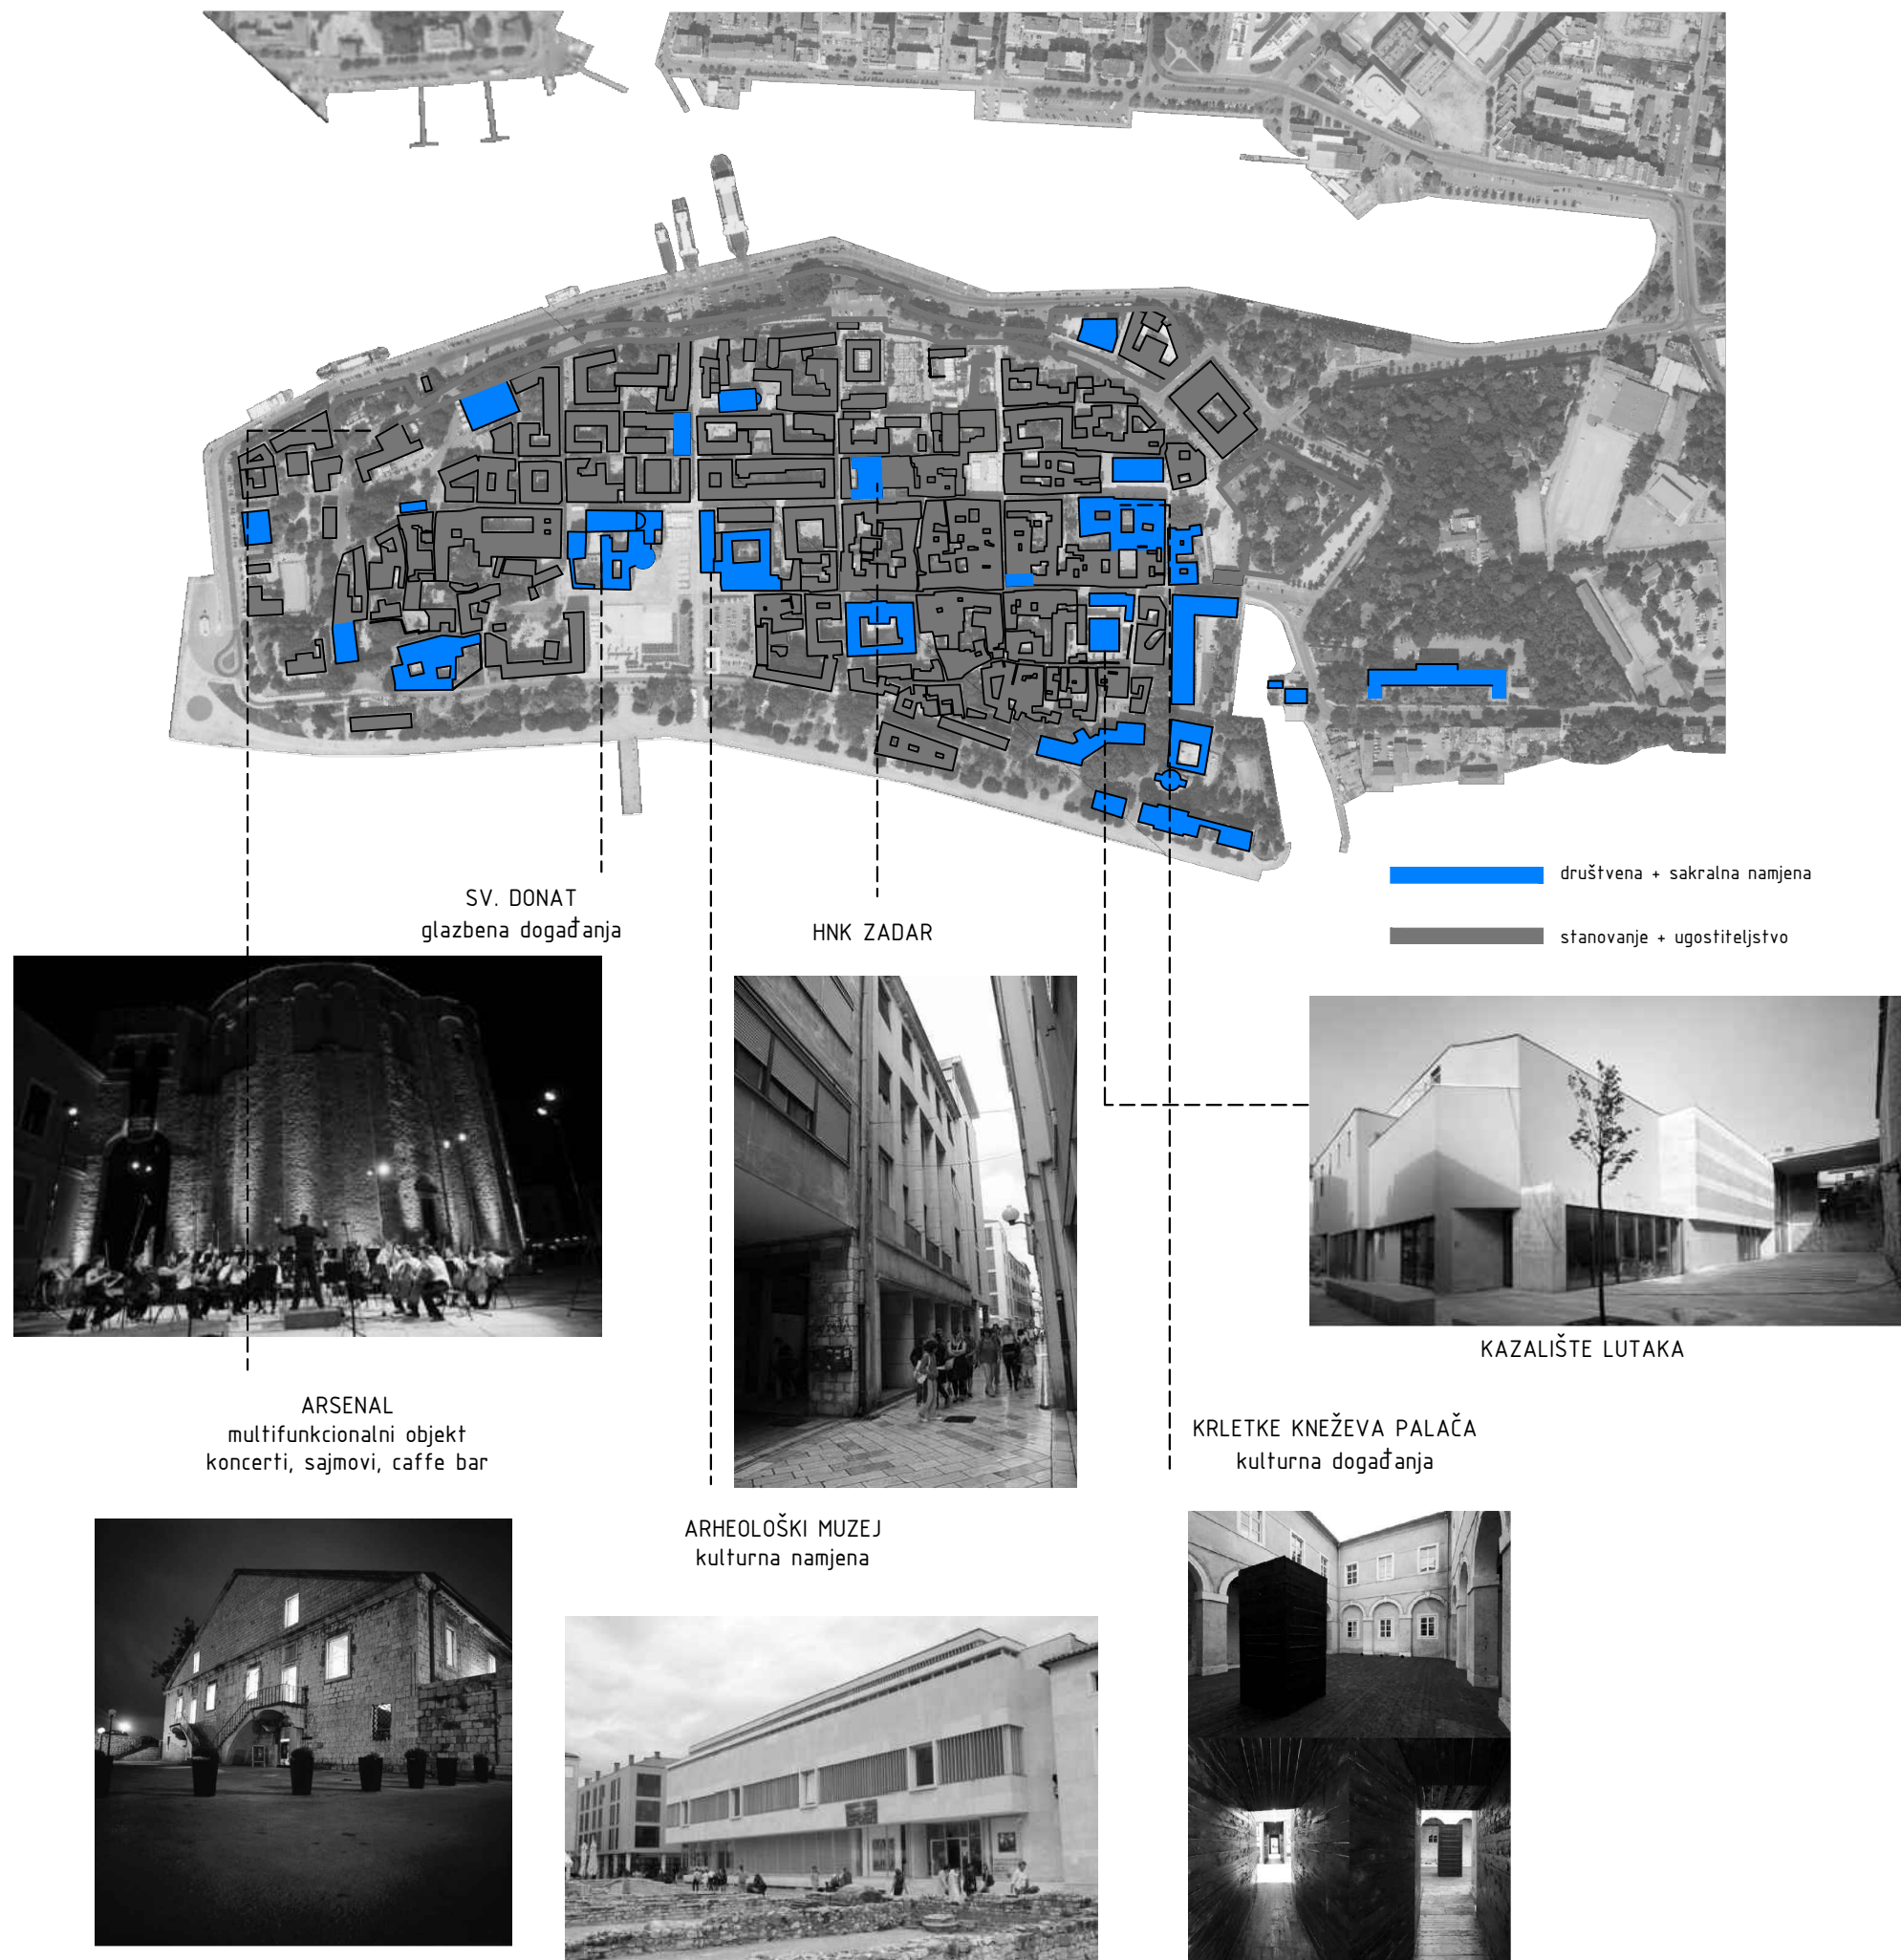 društvena + sakralna namjena
stanovanje + ugostiteljstvo
SV. DONAT
glazbena događanja
HNK ZADAR
KAZALIŠTE LUTAKA
ARSENAL
multifunkcionalni objekt
koncerti, sajmovi, caffe bar
KRLETKE KNEŽEVA PALAČA
kulturna događanja
ARHEOLOŠKI MUZEJ
kulturna namjena